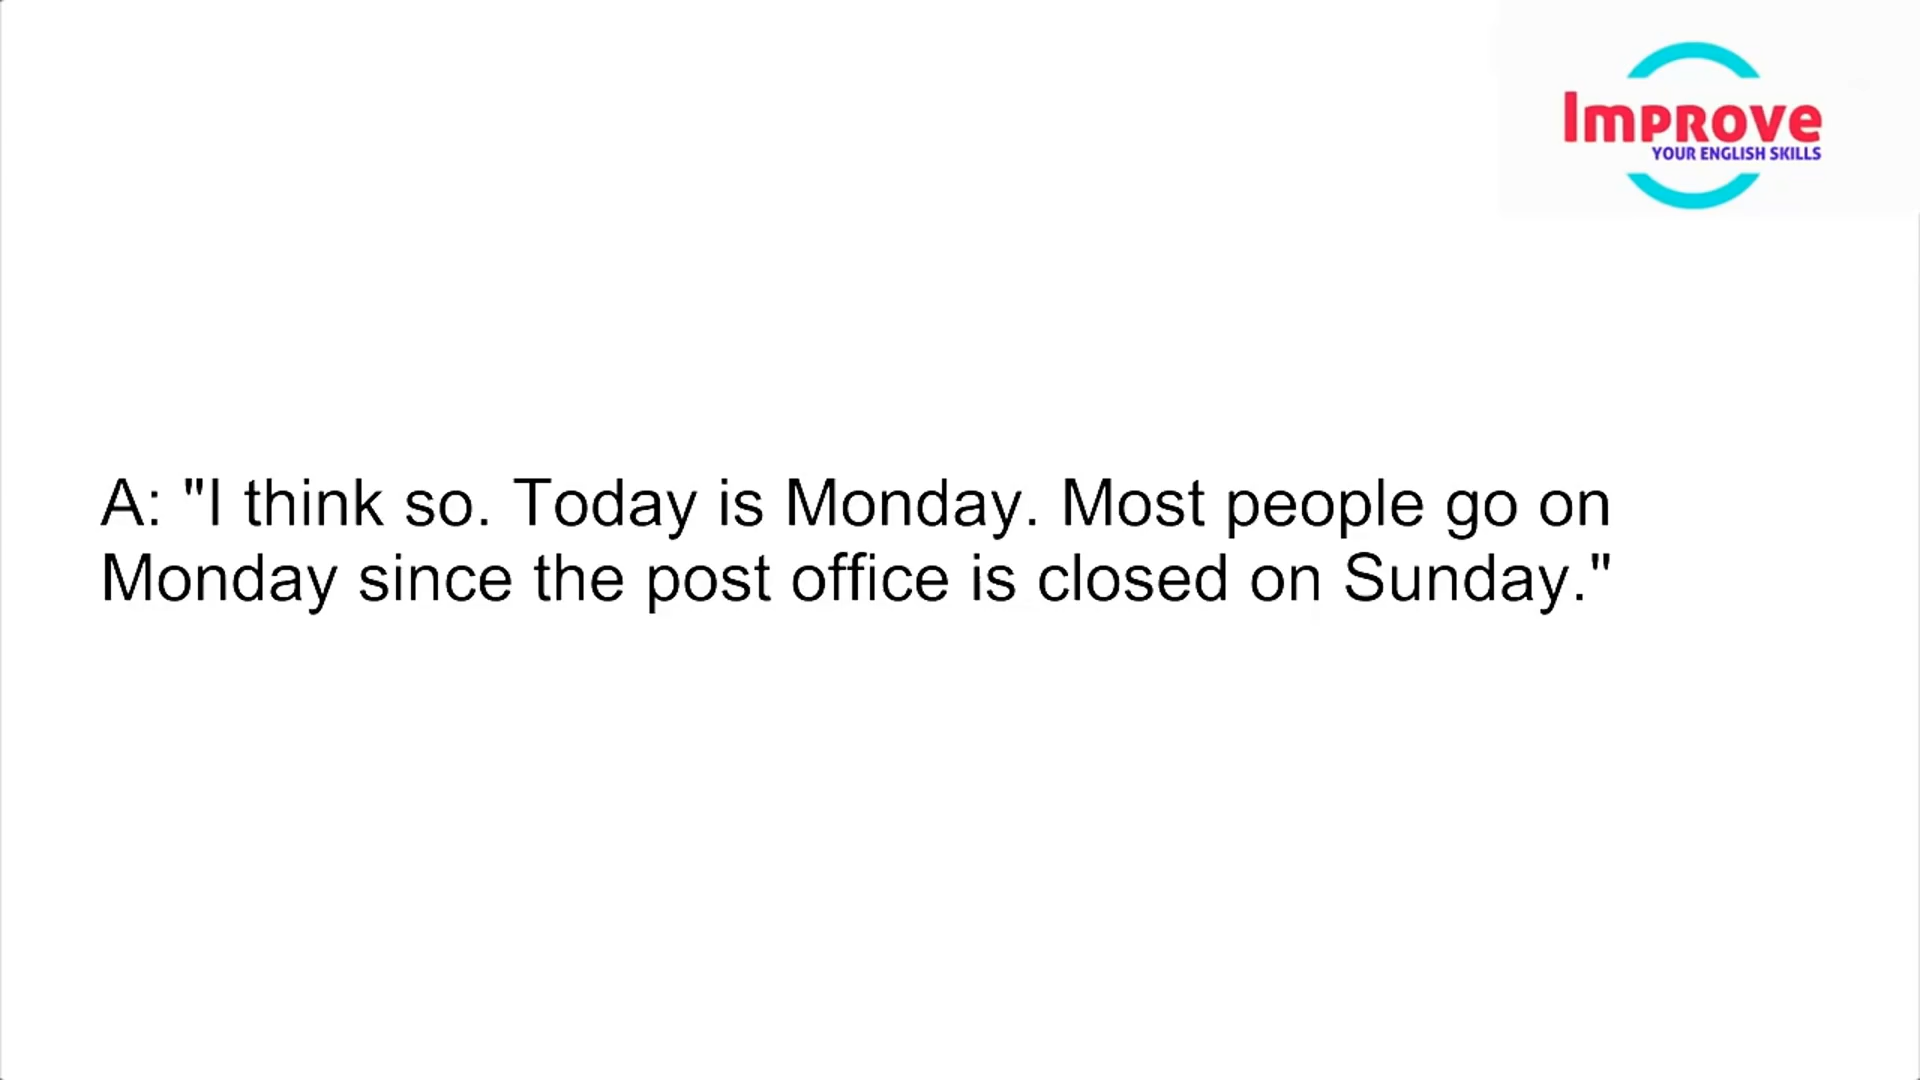 Improve
YOUR ENGLISH SKILLS
A: "I think so. Today is Monday. Most people go on
Monday since the post office is closed on Sunday."